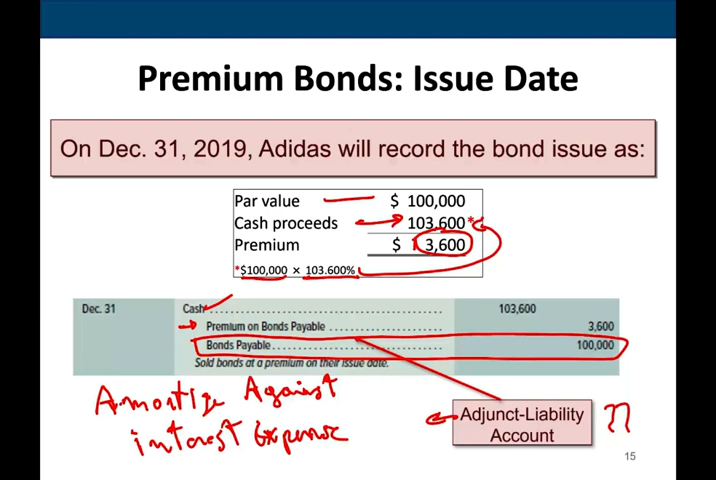 Premium Bonds: Issue Date
On Dec. 31, 2019, Adidas will record the bond issue as:
Par value $ 100,000
Cash proceeds 103,600*
Premium $ 3,600
*$100,000 × 103.600%
Dec. 31 Cash 103,600
Premium on Bonds Payable 3,600
Bonds Payable 100,000
Sold bonds at a premium on their issue date.
Amortize Against
interest Expense
Adjunct-Liability
Account
??
15